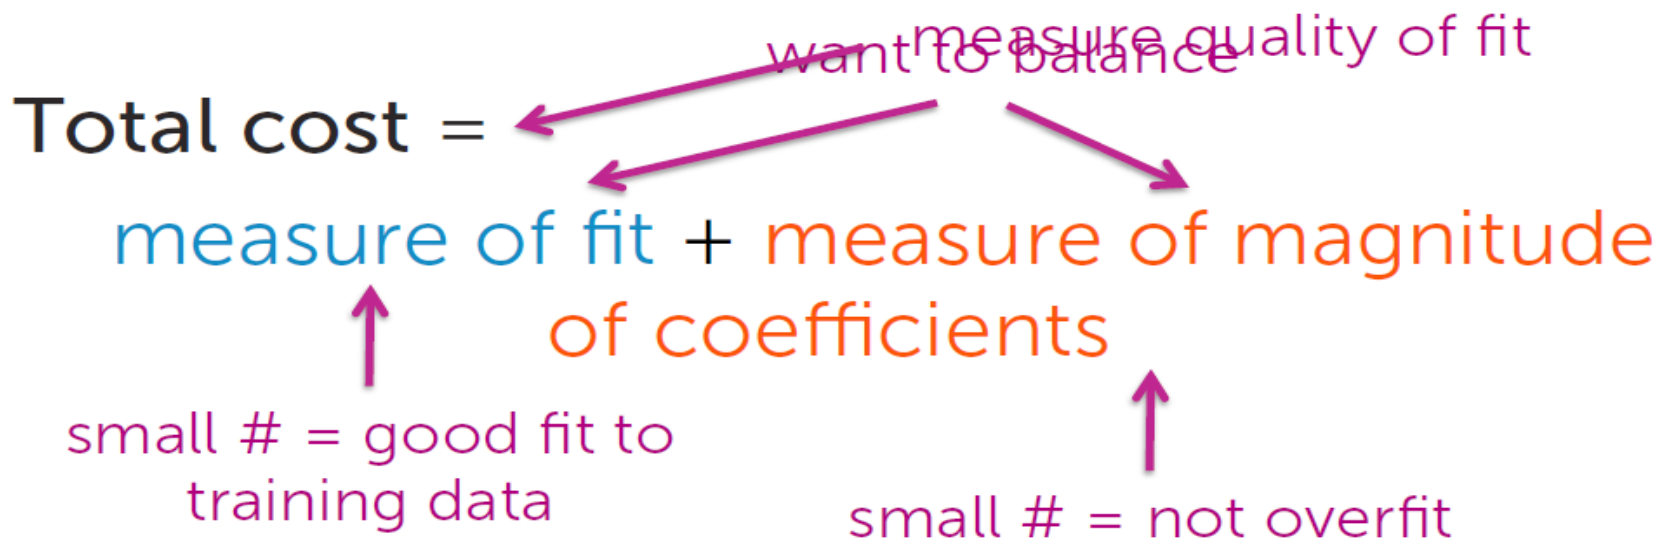 measure quality of fit
want to balance
Total cost =
measure of fit + measure of magnitude
of coefficients
small # = good fit to
training data
small # = not overfit